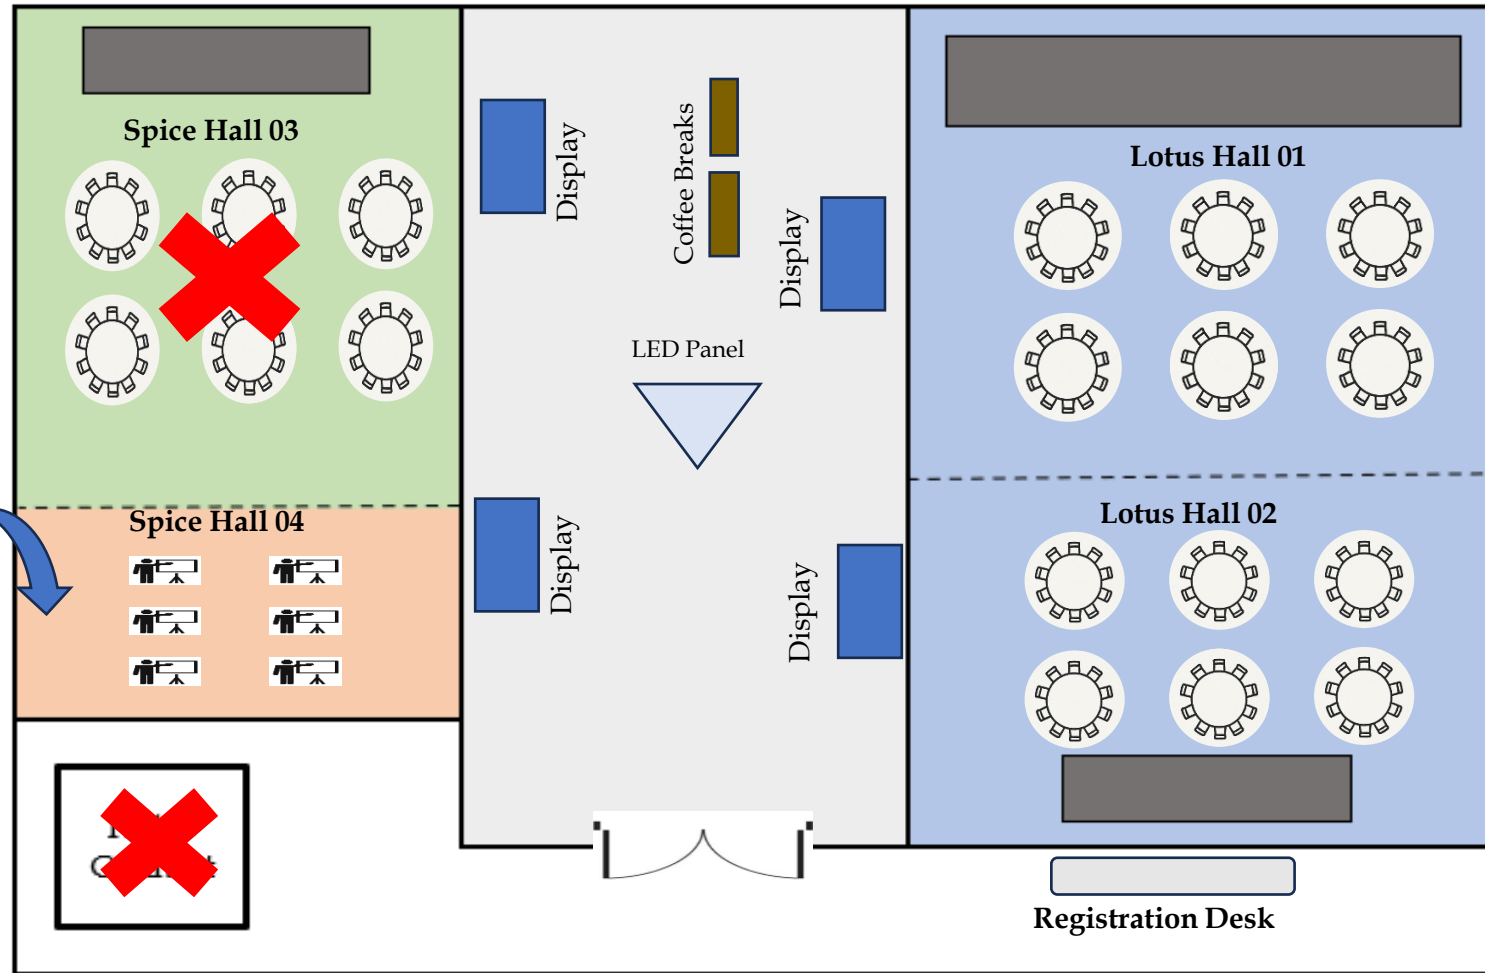 Spice Hall 03
Display
Coffee Breaks
Display
Lotus Hall 01
LED Panel
Spice Hall 04
Display
Lotus Hall 02
Display
Registration Desk